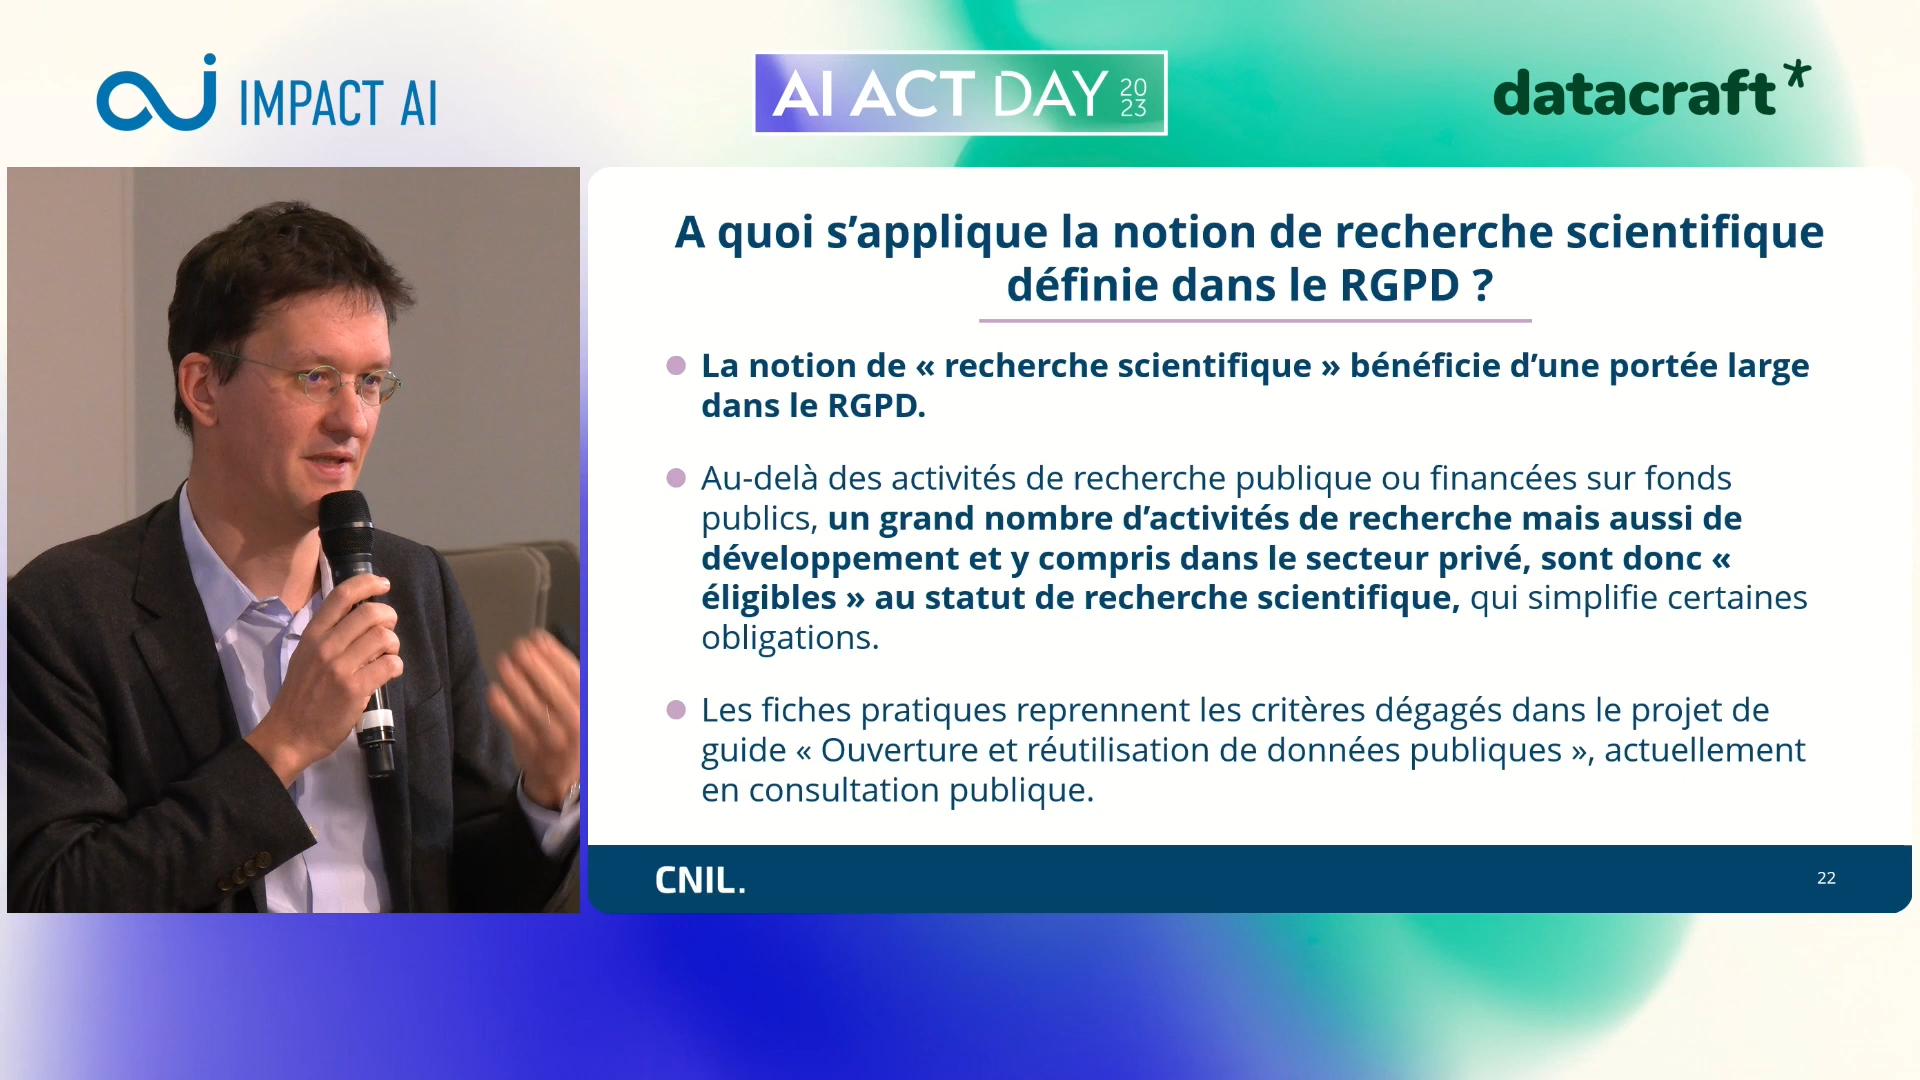 IMPACT AI
AI ACT DAY 20
23
datacraft*
A quoi s’applique la notion de recherche scientifique
définie dans le RGPD ?
La notion de « recherche scientifique » bénéficie d’une portée large
dans le RGPD.
Au-delà des activités de recherche publique ou financées sur fonds
publics, un grand nombre d’activités de recherche mais aussi de
développement et y compris dans le secteur privé, sont donc «
éligibles » au statut de recherche scientifique, qui simplifie certaines
obligations.
Les fiches pratiques reprennent les critères dégagés dans le projet de
guide « Ouverture et réutilisation de données publiques », actuellement
en consultation publique.
CNIL.
22